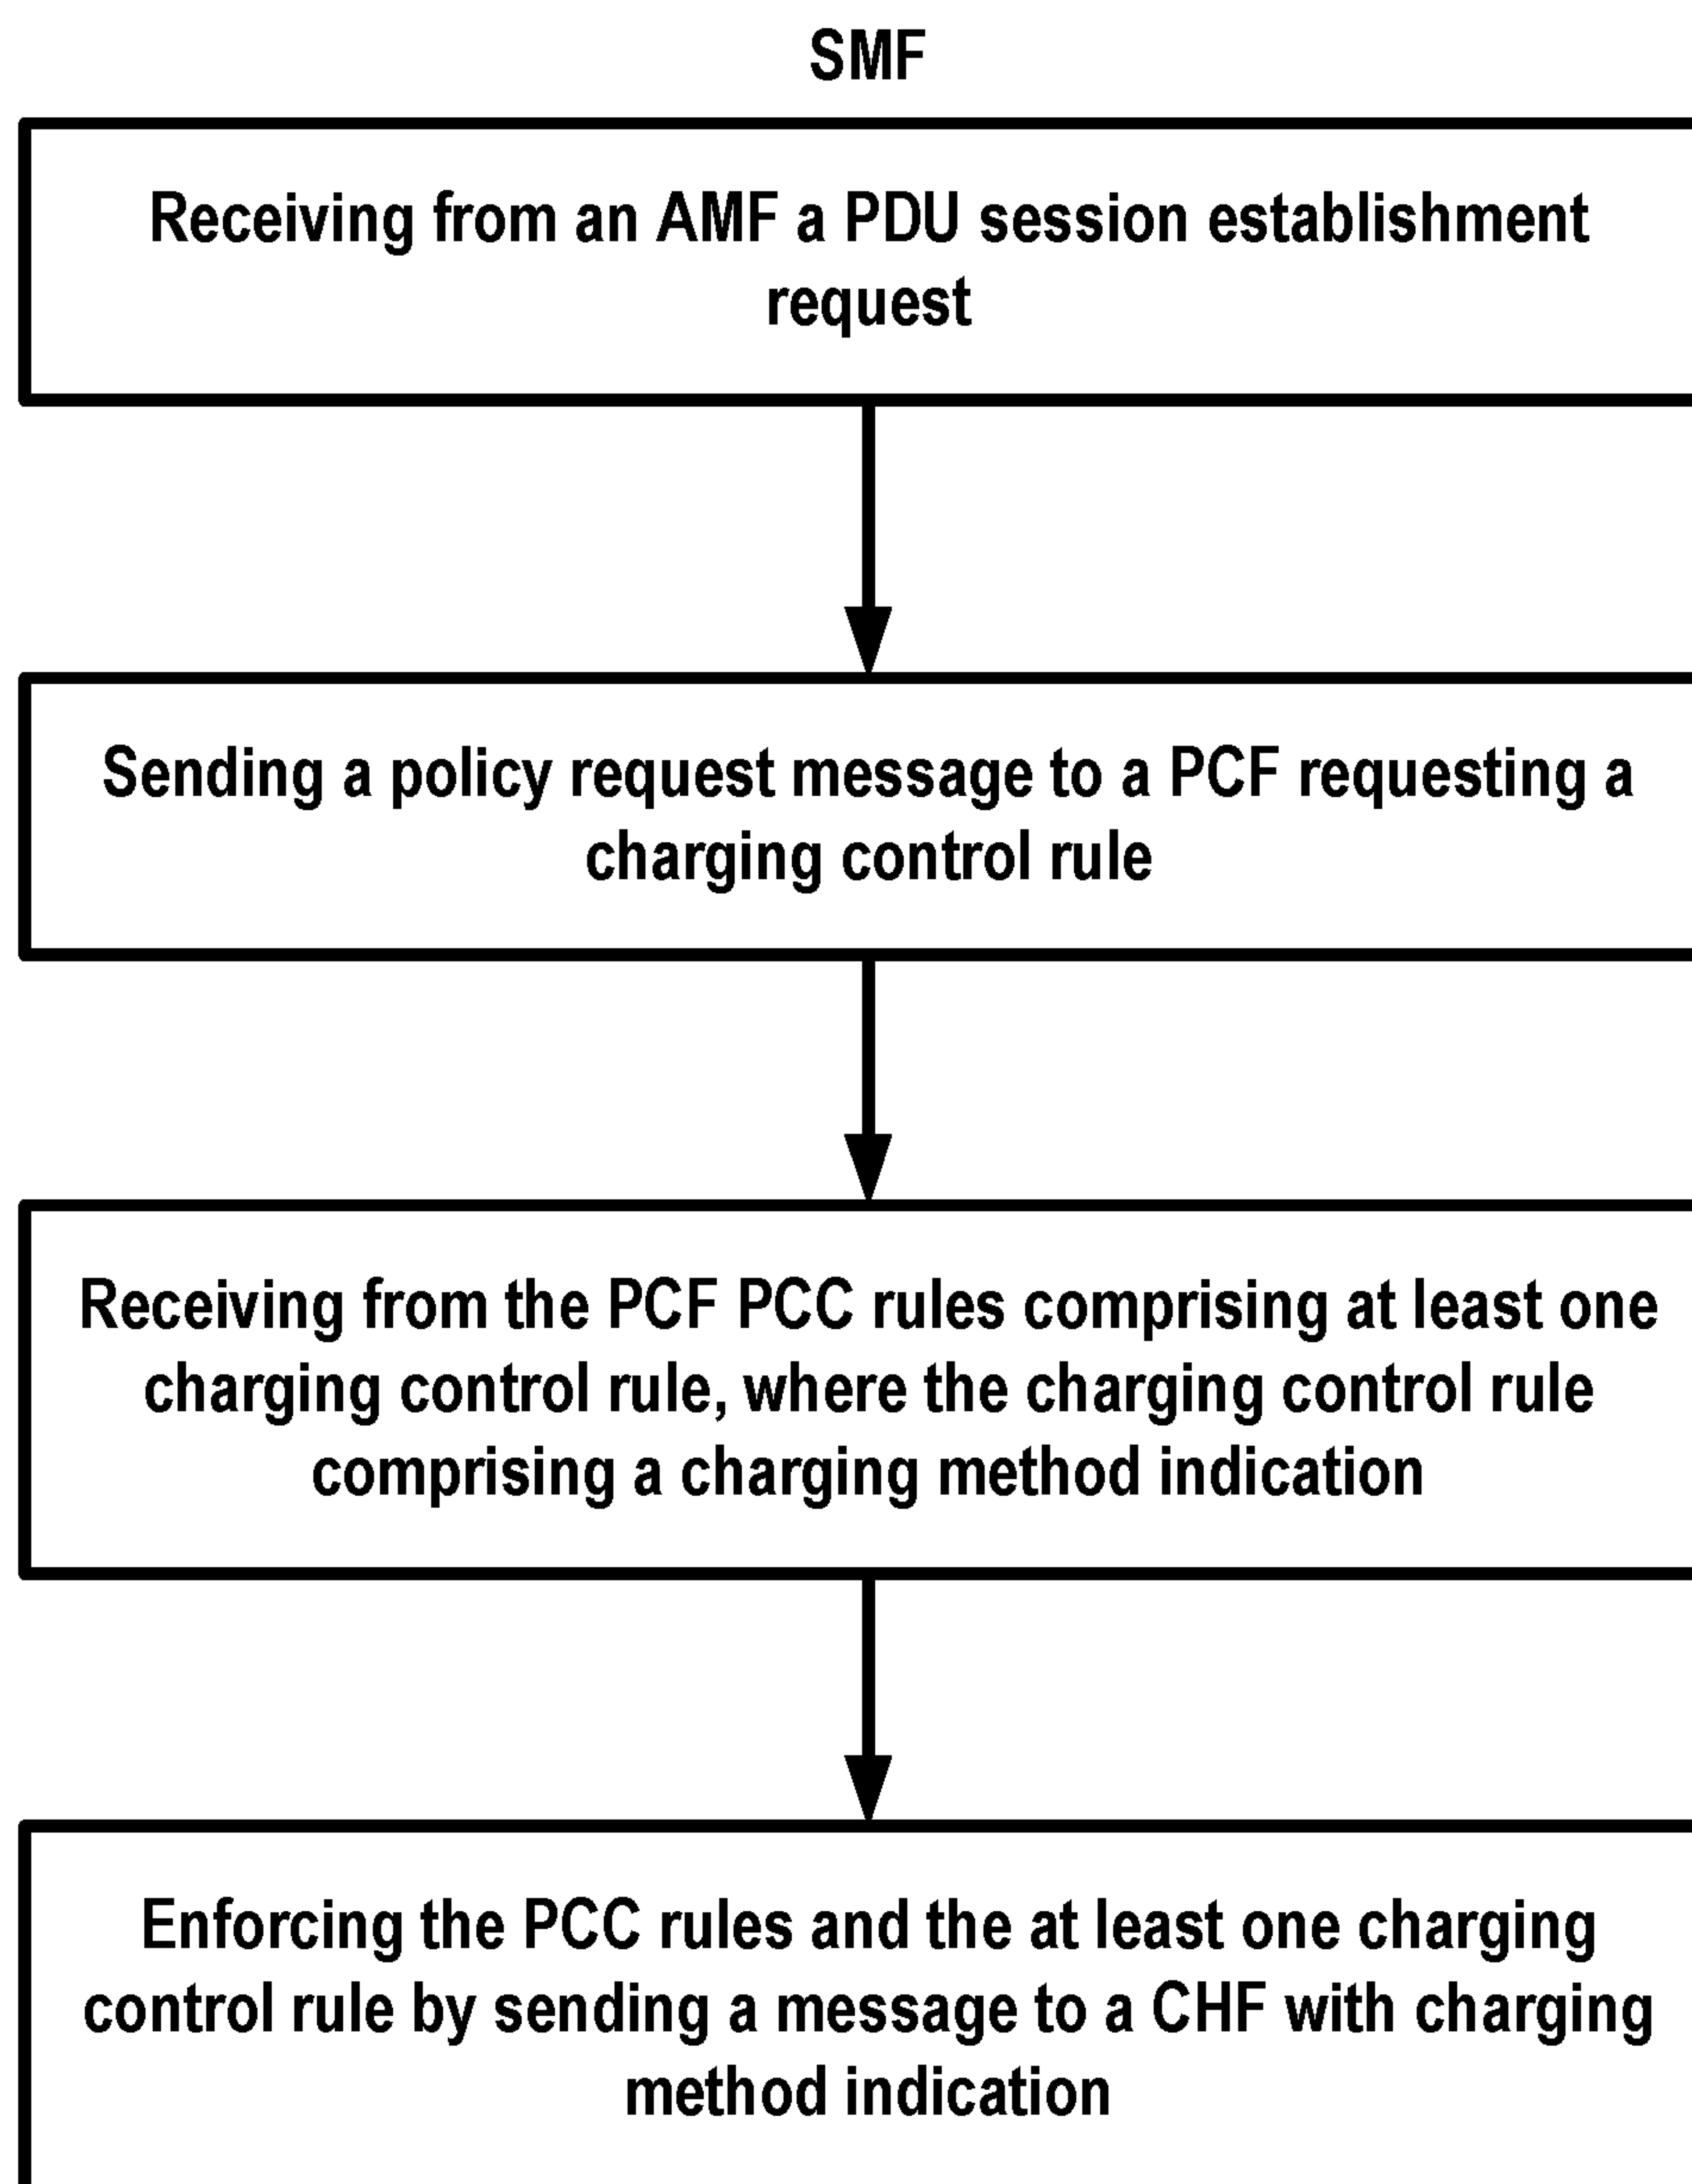 SMF
Receiving from an AMF a PDU session establishment
request
Sending a policy request message to a PCF requesting a
charging control rule
Receiving from the PCF PCC rules comprising at least one
charging control rule, where the charging control rule
comprising a charging method indication
Enforcing the PCC rules and the at least one charging
control rule by sending a message to a CHF with charging
method indication